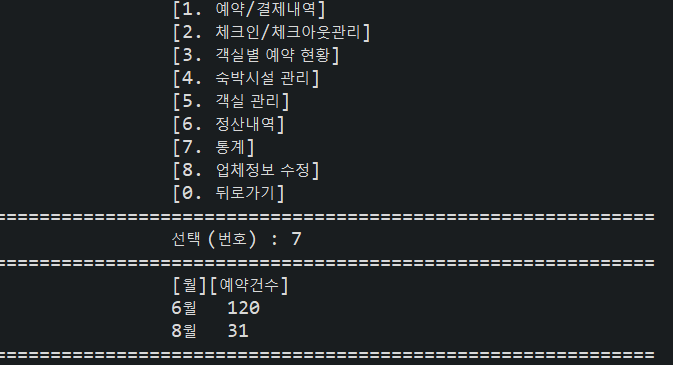 [1. 예약/결제내역]
[2. 체크인/체크아웃관리]
[3. 객실별 예약 현황]
[4. 숙박시설 관리]
[5. 객실 관리]
[6. 정산내역]
[7. 통계]
[8. 업체정보 수정]
[0. 뒤로가기]
=============================================================
선택(번호) : 7
=============================================================
[월][예약건수]
6월 120
8월 31
=============================================================